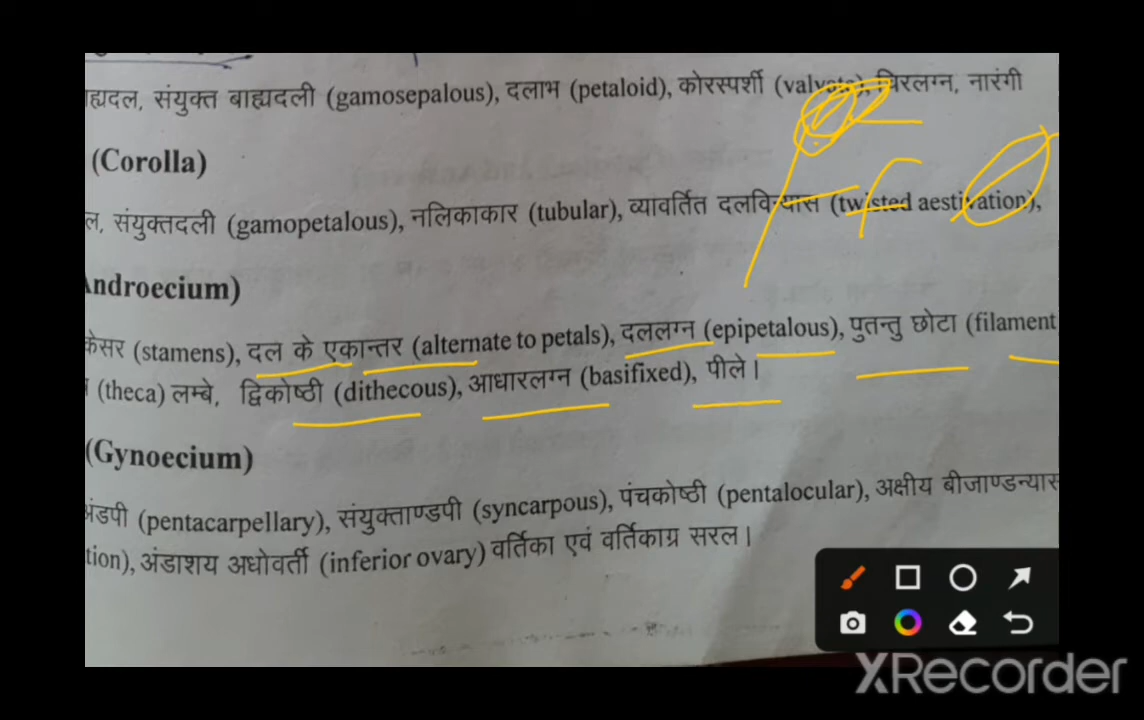 ाह्यदल, संयुक्त बाह्यदली (gamosepalous), दलाभ (petaloid), कोरस्पर्शी (valvate), चिरलग्न, नारंगी
(Corolla)
ल, संयुक्तदली (gamopetalous), नलिकाकार (tubular), व्यावर्तित दलविन्यास (twisted aestivation),
Androecium)
केसर (stamens), दल के एकान्तर (alternate to petals), दललग्न (epipetalous), पुतन्तु छोटा (filament
(theca) लम्बे, द्विकोष्ठी (dithecous), आधारलग्न (basifixed), पीले।
(Gynoecium)
अंडपी (pentacarpellary), संयुक्ताण्डपी (syncarpous), पंचकोष्ठी (pentalocular), अक्षीय बीजाण्डन्यास
tion), अंडाशय अधोवर्ती (inferior ovary) वर्तिका एवं वर्तिकाग्र सरल।
XRecorder